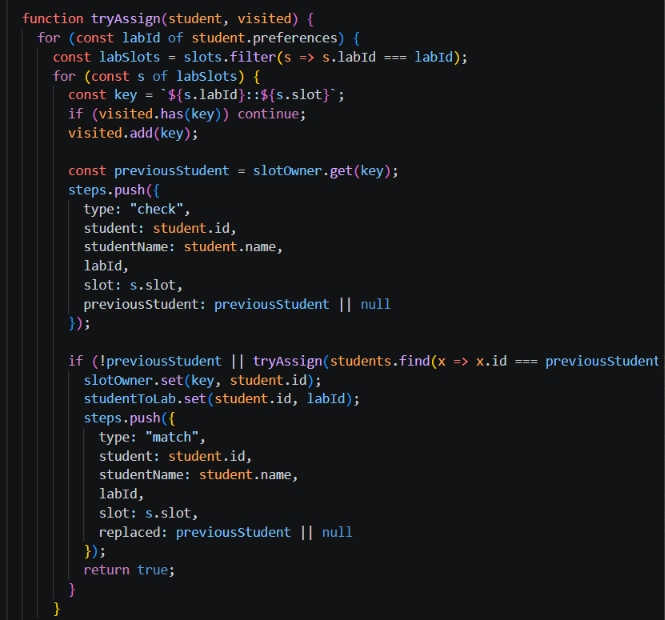 function tryAssign(student, visited) {
  for (const labId of student.preferences) {
    const labSlots = slots.filter(s => s.labId === labId);
    for (const s of labSlots) {
      const key = `${s.labId}::${s.slot}`;
      if (visited.has(key)) continue;
      visited.add(key);

      const previousStudent = slotOwner.get(key);
      steps.push({
        type: "check",
        student: student.id,
        studentName: student.name,
        labId,
        slot: s.slot,
        previousStudent: previousStudent || null
      });

      if (!previousStudent || tryAssign(students.find(x => x.id === previousStudent
        slotOwner.set(key, student.id);
        studentToLab.set(student.id, labId);
        steps.push({
          type: "match",
          student: student.id,
          studentName: student.name,
          labId,
          slot: s.slot,
          replaced: previousStudent || null
        });
        return true;
      }
    }